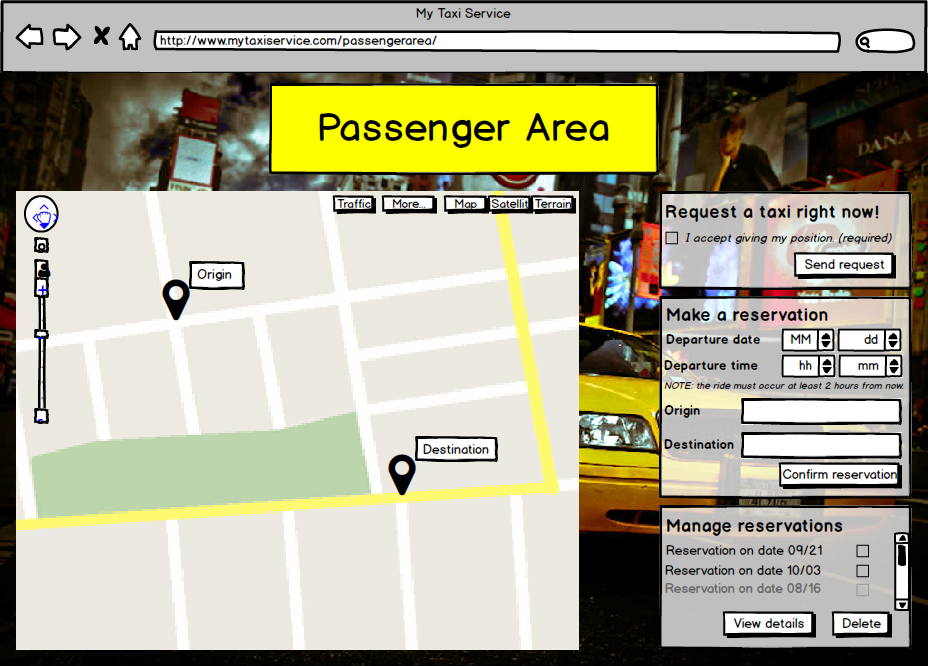 My Taxi Service
http://www.mytaxiservice.com/passengerarea/
Passenger Area
Traffic
More...
Map
Satellit
Terrain
Origin
Destination
Request a taxi right now!
I accept giving my position. (required)
Send request
Make a reservation
Departure date MM dd
Departure time hh mm
NOTE: the ride must occur at least 2 hours from now.
Origin
Destination
Confirm reservation
Manage reservations
Reservation on date 09/21
Reservation on date 10/03
Reservation on date 08/16
View details
Delete
DANA